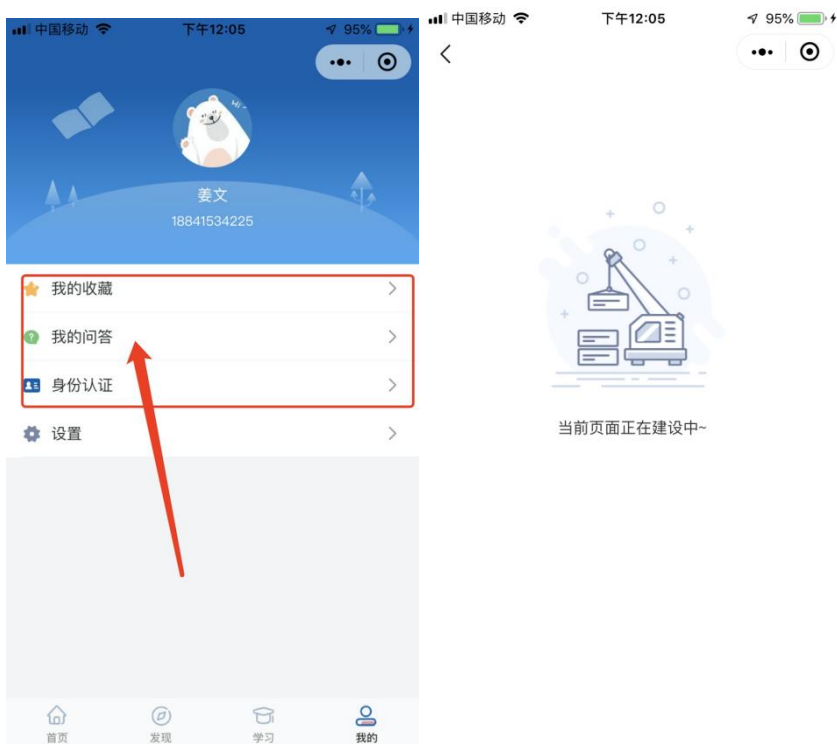 中国移动 下午12:05 95%
Hi~
姜文
18841534225
我的收藏
我的问答
身份认证
设置
首页 发现 学习 我的
中国移动 下午12:05 95%
当前页面正在建设中~